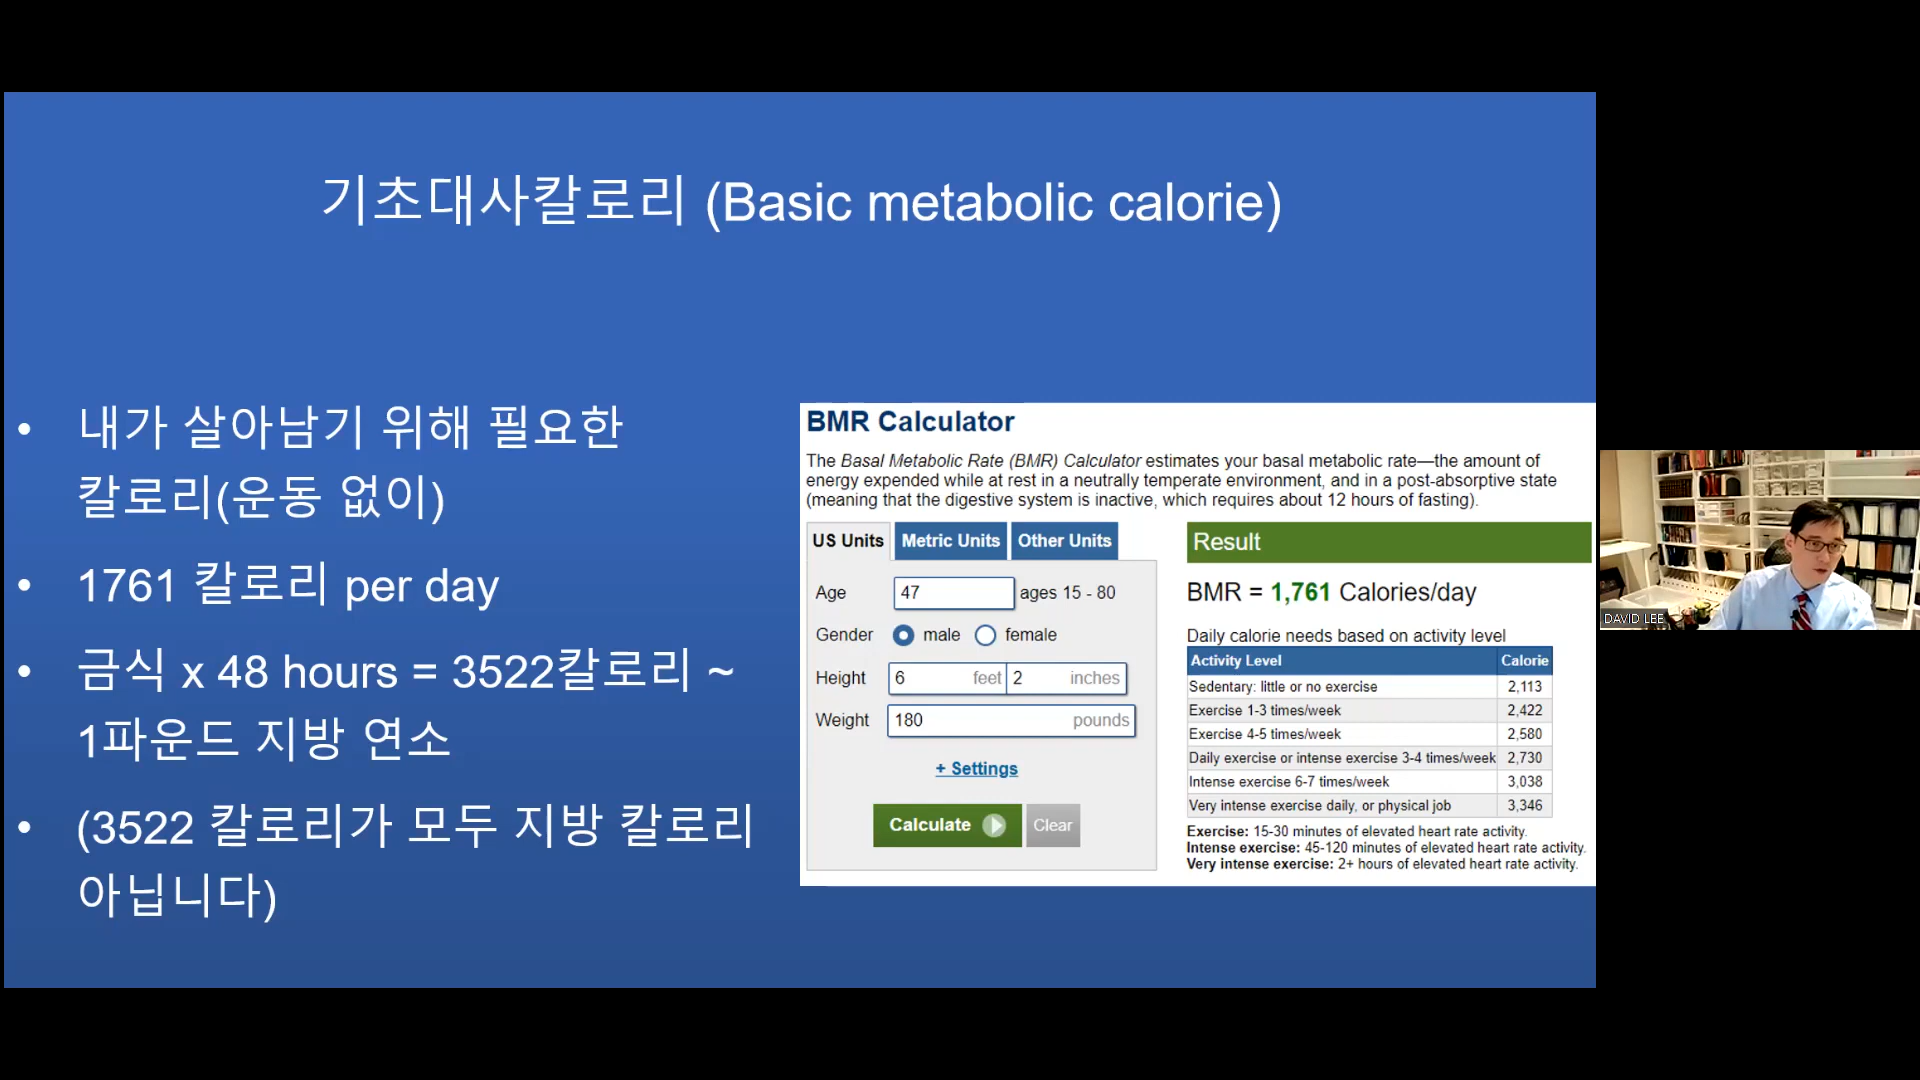 기초대사칼로리 (Basic metabolic calorie)
• 내가 살아남기 위해 필요한
칼로리(운동 없이)
• 1761 칼로리 per day
• 금식 x 48 hours = 3522칼로리 ~
1파운드 지방 연소
• (3522 칼로리가 모두 지방 칼로리
아닙니다)
BMR Calculator
The Basal Metabolic Rate (BMR) Calculator estimates your basal metabolic rate—the amount of
energy expended while at rest in a neutrally temperate environment, and in a post-absorptive state
(meaning that the digestive system is inactive, which requires about 12 hours of fasting).
US Units Metric Units Other Units
Age 47 ages 15 - 80
Gender male female
Height 6 feet 2 inches
Weight 180 pounds
+ Settings
Calculate Clear
Result
BMR = 1,761 Calories/day
Daily calorie needs based on activity level
Activity Level Calorie
Sedentary: little or no exercise 2,113
Exercise 1-3 times/week 2,422
Exercise 4-5 times/week 2,580
Daily exercise or intense exercise 3-4 times/week 2,730
Intense exercise 6-7 times/week 3,038
Very intense exercise daily, or physical job 3,346
Exercise: 15-30 minutes of elevated heart rate activity.
Intense exercise: 45-120 minutes of elevated heart rate activity.
Very intense exercise: 2+ hours of elevated heart rate activity.
DAVID LEE